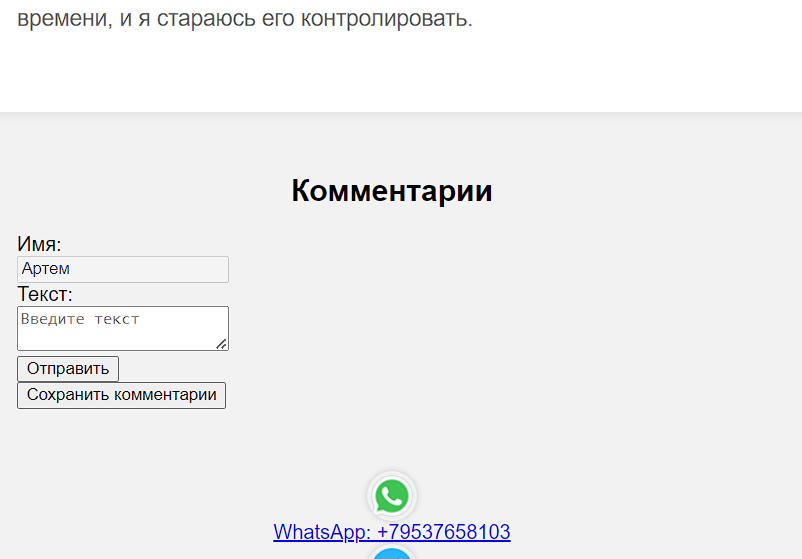 времени, и я стараюсь его контролировать.
Комментарии
Имя:
Артем
Текст:
Введите текст
Отправить
Сохранить комментарии
WhatsApp: +79537658103